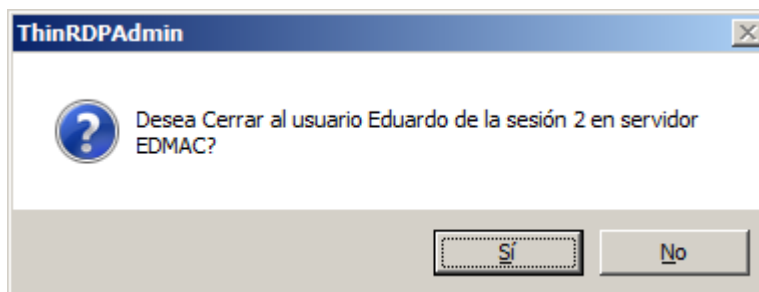 ThinRDPAdmin
Desea Cerrar al usuario Eduardo de la sesión 2 en servidor
EDMAC?
Sí
No